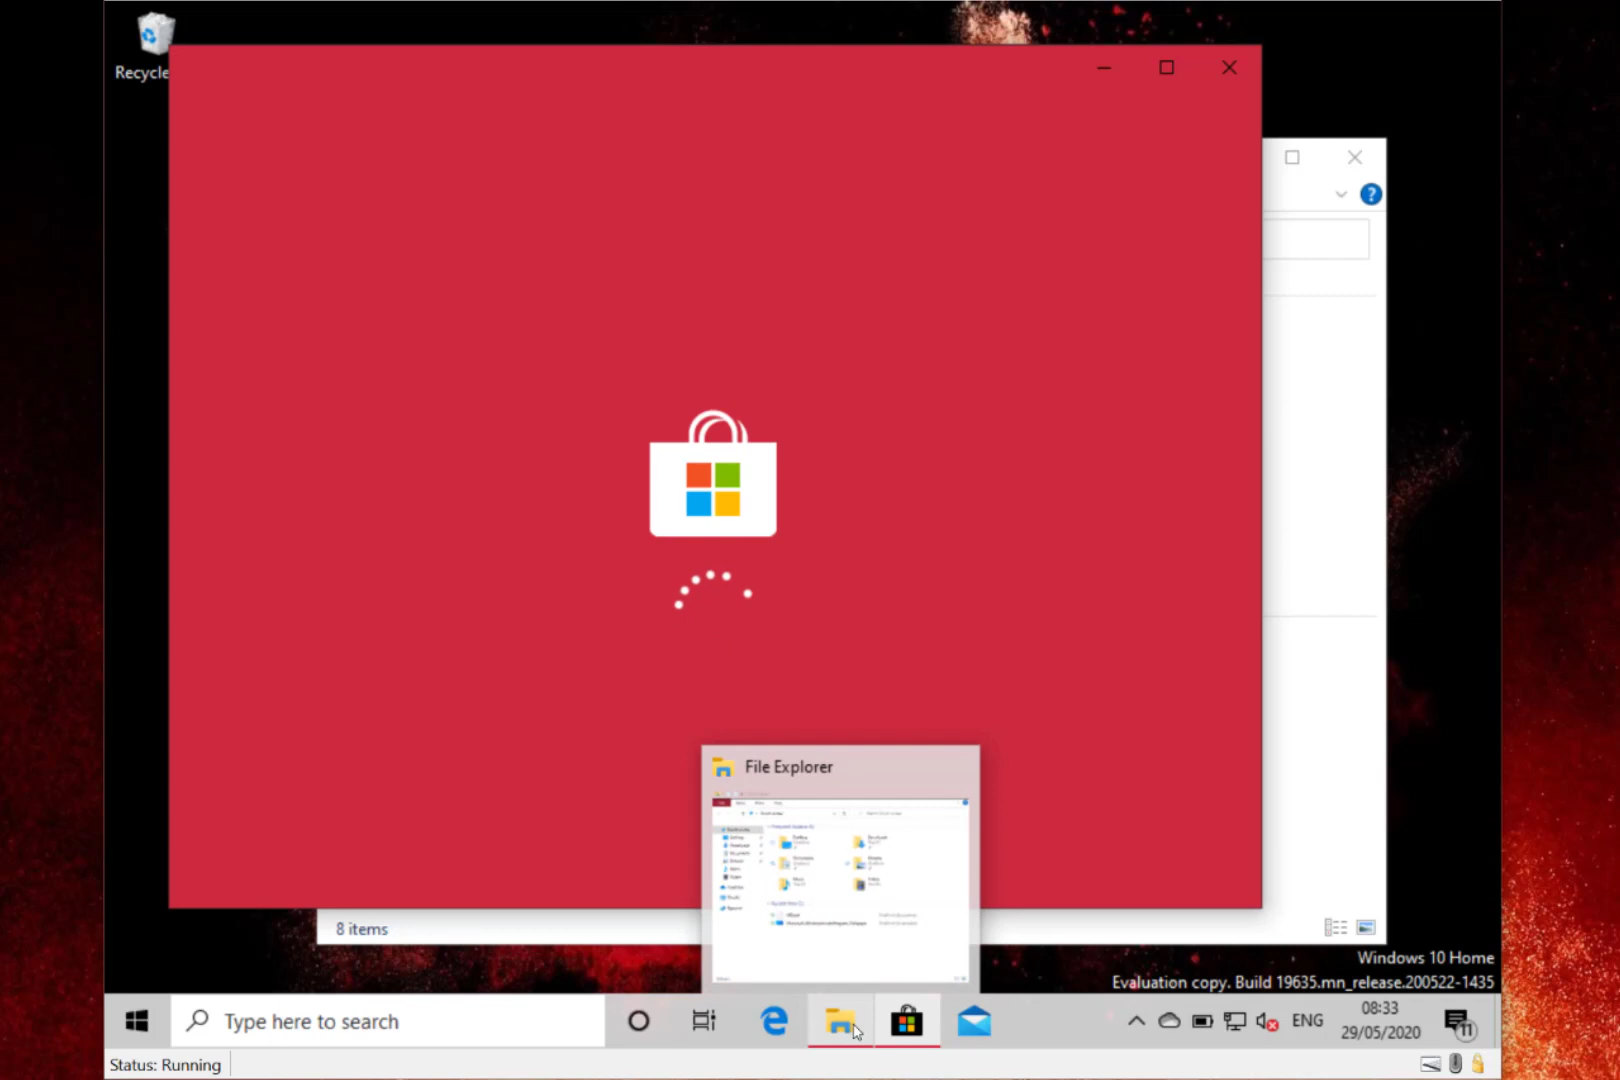 Recycle
?
File Explorer
8 items
Windows 10 Home
Evaluation copy. Build 19635.mn_release.200522-1435
Type here to search
ENG
08:33
29/05/2020
11
Status: Running